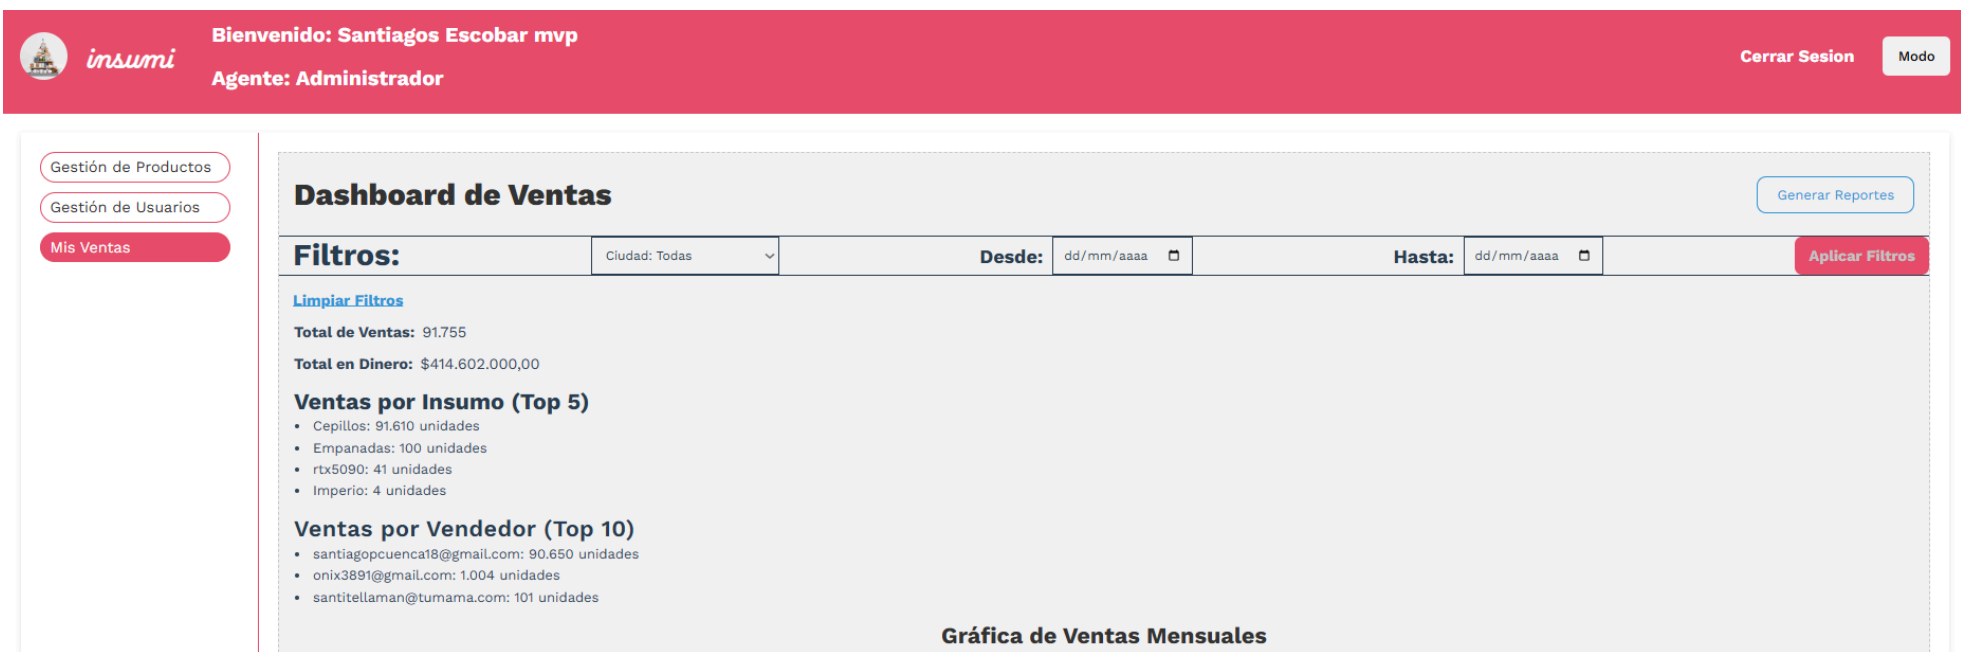 insumi
Bienvenido: Santiagos Escobar mvp
Agente: Administrador
Cerrar Sesion
Modo
Gestión de Productos
Gestión de Usuarios
Mis Ventas
Dashboard de Ventas
Generar Reportes
Filtros:
Ciudad: Todas
Desde: dd/mm/aaaa
Hasta: dd/mm/aaaa
Aplicar Filtros
Limpiar Filtros
Total de Ventas: 91.755
Total en Dinero: $414.602.000,00
Ventas por Insumo (Top 5)
• Cepillos: 91.610 unidades
• Empanadas: 100 unidades
• rtx5090: 41 unidades
• Imperio: 4 unidades
Ventas por Vendedor (Top 10)
• santiagopcuenca18@gmail.com: 90.650 unidades
• onix3891@gmail.com: 1.004 unidades
• santitellaman@tumama.com: 101 unidades
Gráfica de Ventas Mensuales